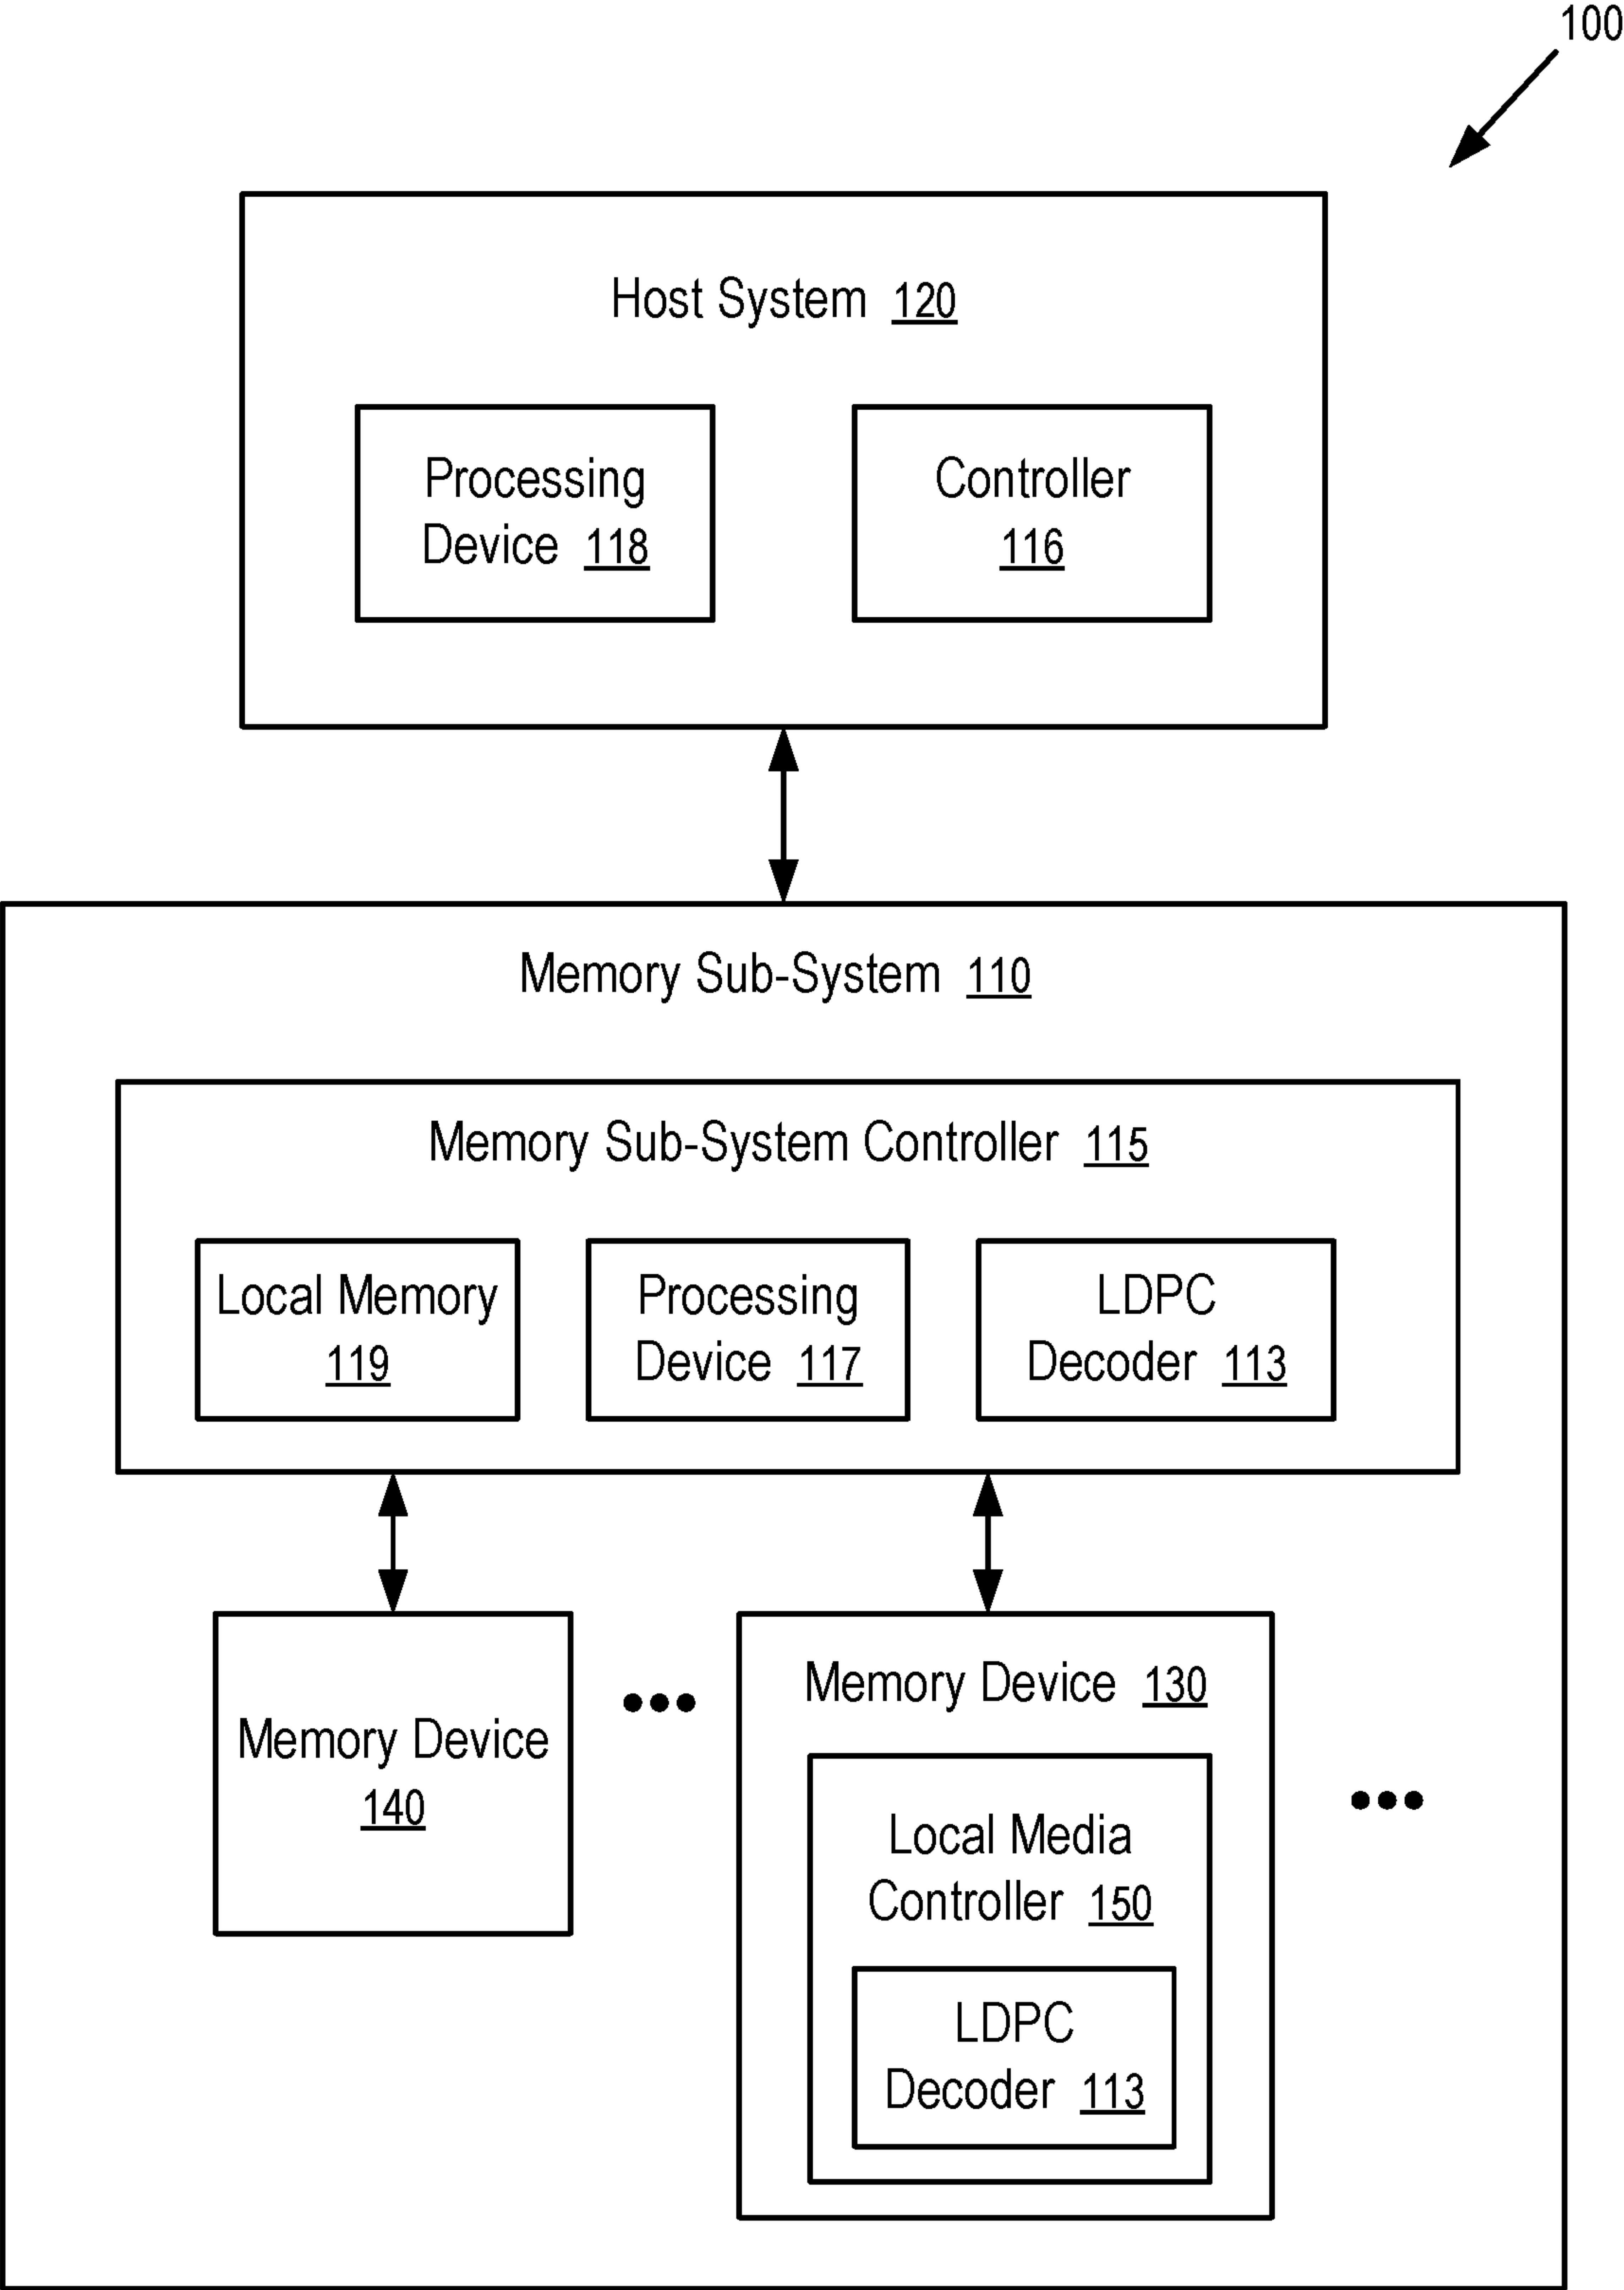 100
Host System 120
Processing
Device 118
Controller
116
Memory Sub-System 110
Memory Sub-System Controller 115
Local Memory
119
Processing
Device 117
LDPC
Decoder 113
Memory Device
140
Memory Device 130
Local Media
Controller 150
LDPC
Decoder 113